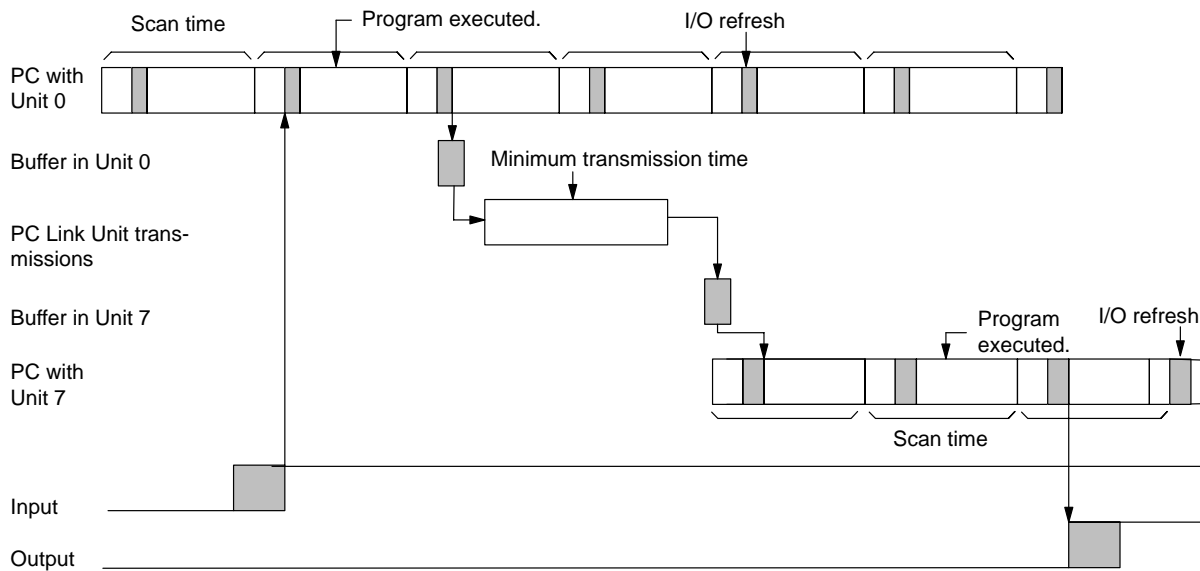 Scan time
Program executed.
I/O refresh
PC with
Unit 0
Buffer in Unit 0
Minimum transmission time
PC Link Unit trans-
missions
Buffer in Unit 7
Program
executed.
I/O refresh
PC with
Unit 7
Scan time
Input
Output